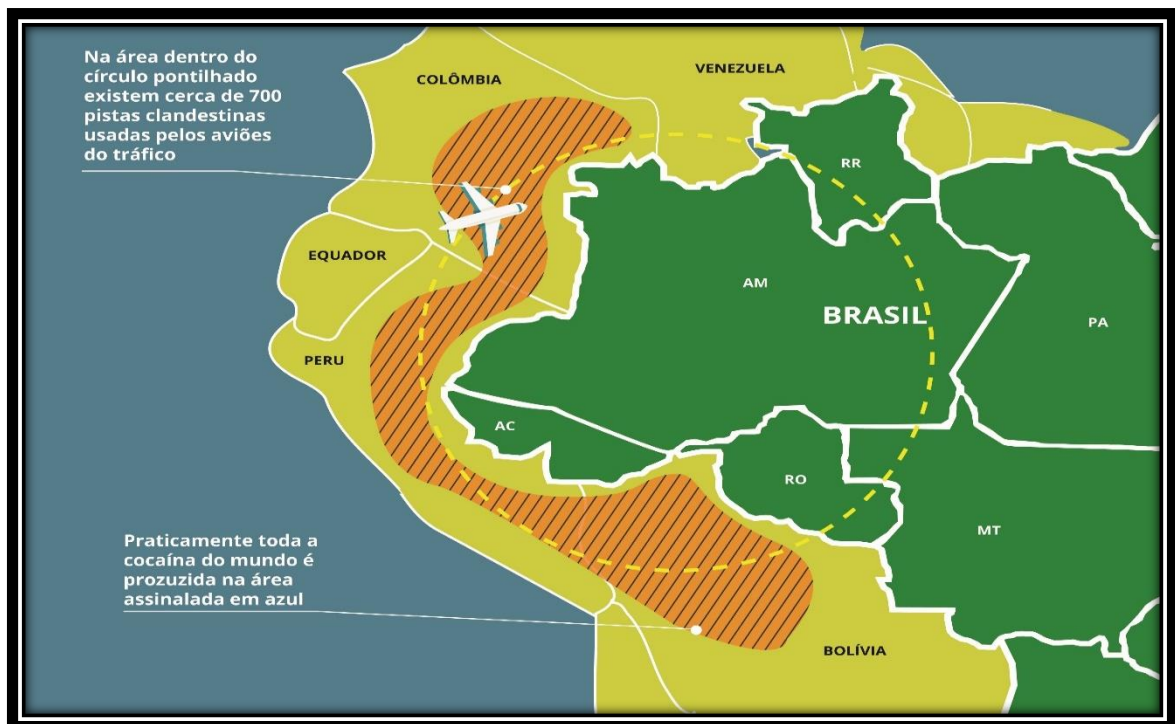 Na área dentro do
círculo pontilhado
existem cerca de 700
pistas clandestinas
usadas pelos aviões
do tráfico
COLÔMBIA
VENEZUELA
RR
EQUADOR
AM
BRASIL
PA
PERU
AC
RO
MT
Praticamente toda a
cocaína do mundo é
prozuzida na área
assinalada em azul
BOLÍVIA